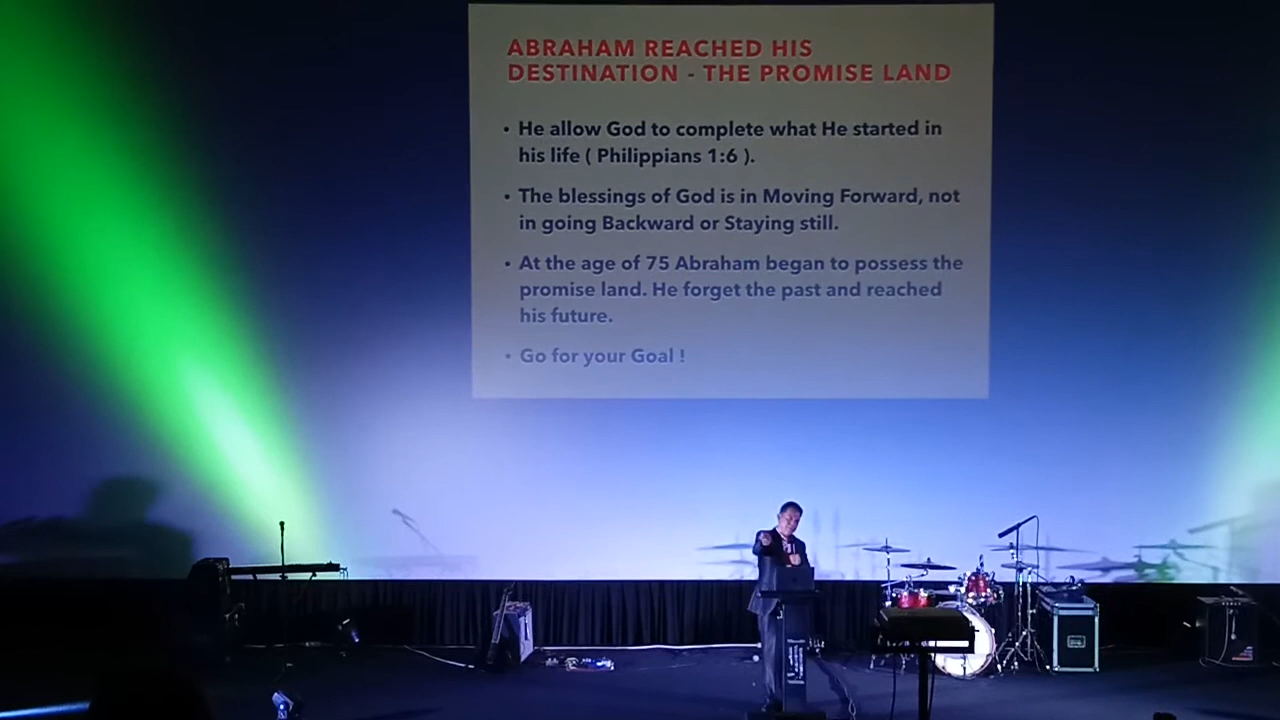 ABRAHAM REACHED HIS
DESTINATION - THE PROMISE LAND
• He allow God to complete what He started in
his life ( Philippians 1:6 ).
• The blessings of God is in Moving Forward, not
in going Backward or Staying still.
• At the age of 75 Abraham began to possess the
promise land. He forget the past and reached
his future.
• Go for your Goal !